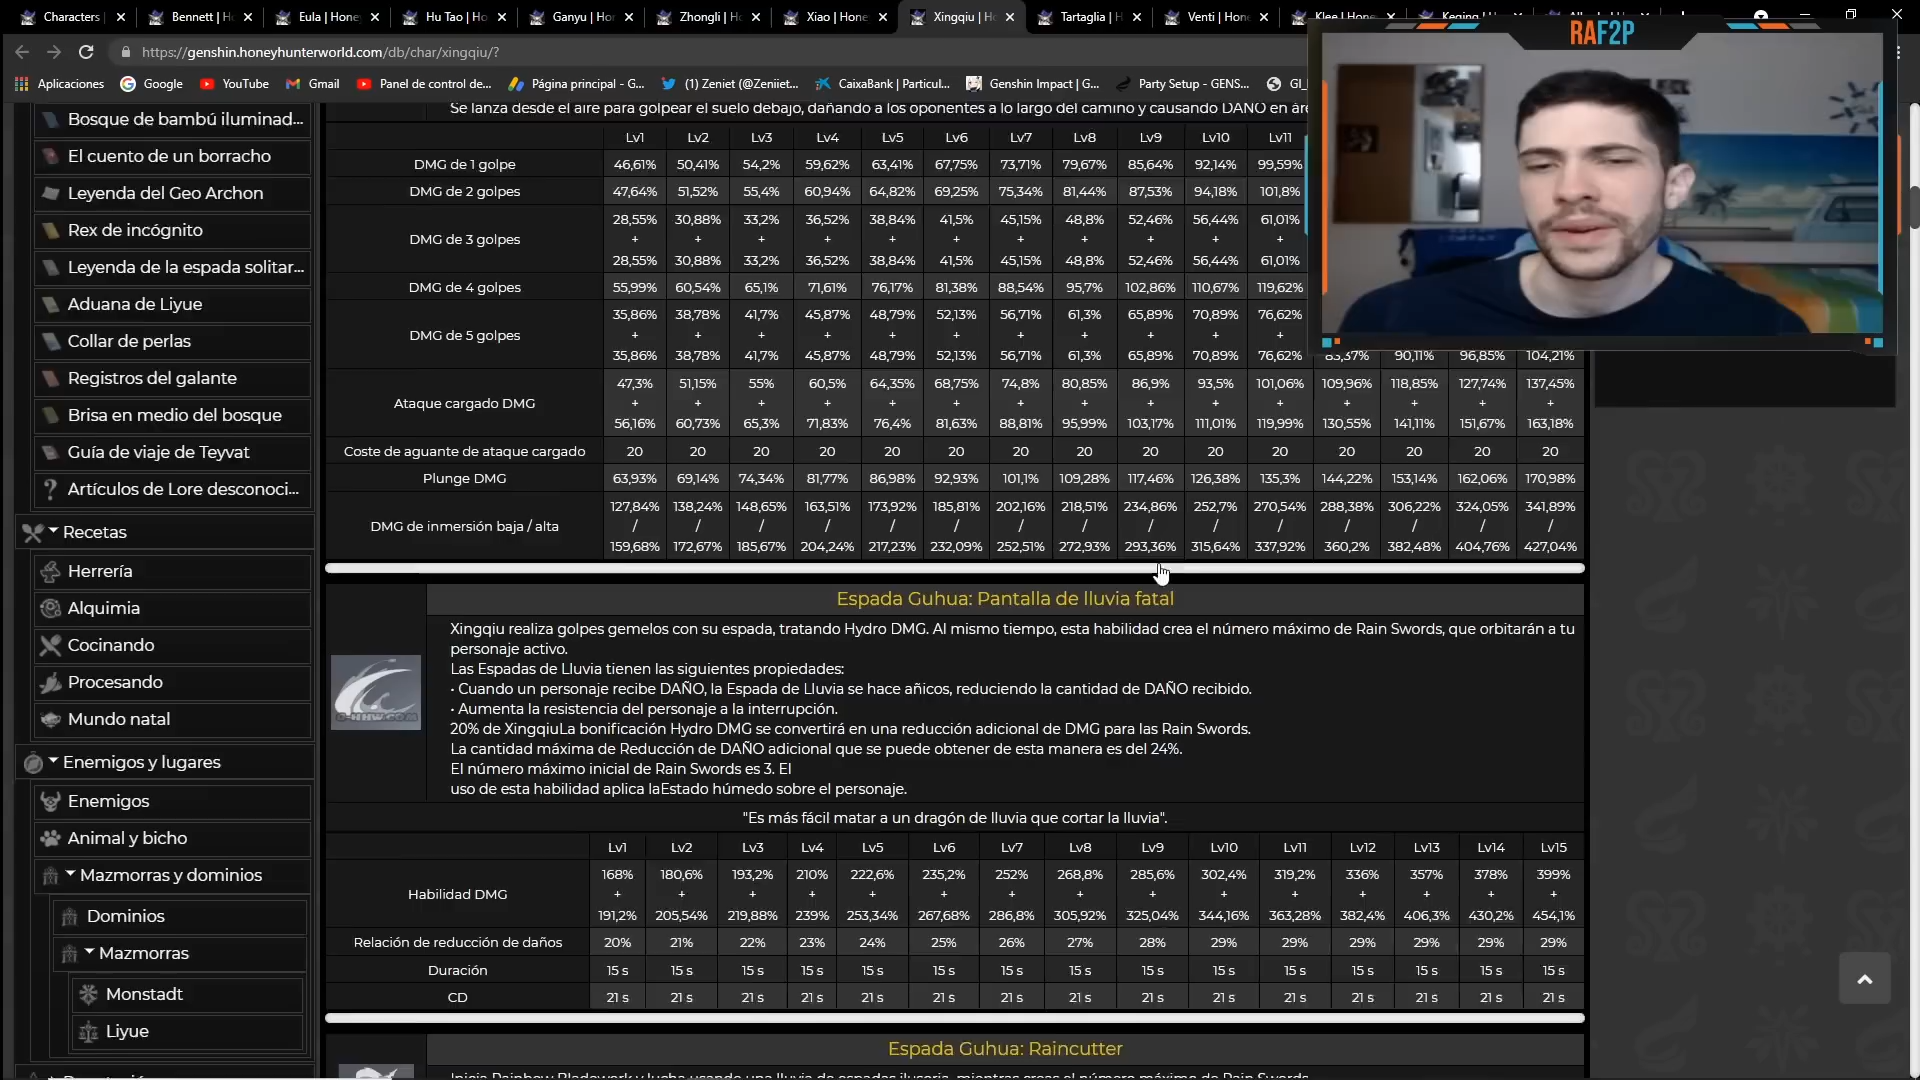 Characters |
Bennett | H
Eula | Hone
Hu Tao | Ho
Ganyu | Hon
Zhongli | Ho
Xiao | Hone
Xingqiu | H
Tartaglia | H
Venti | Hone
Klee | Hone
https://genshin.honeyhunterworld.com/db/char/xingqiu/?
RAF2P
Aplicaciones
Google
YouTube
Gmail
Panel de control de...
Página principal - G...
(1) Zeniet (@Zeniiet...
CaixaBank | Particul...
Genshin Impact | G...
Party Setup - GENS...
Se lanza desde el aire para golpear el suelo debajo, dañando a los oponentes a lo largo del camino y causando DAÑO en áre
Lv1 Lv2 Lv3 Lv4 Lv5 Lv6 Lv7 Lv8 Lv9 Lv10 Lv11
DMG de 1 golpe 46,61% 50,41% 54,2% 59,62% 63,41% 67,75% 73,71% 79,67% 85,64% 92,14% 99,59%
DMG de 2 golpes 47,64% 51,52% 55,4% 60,94% 64,82% 69,25% 75,34% 81,44% 87,53% 94,18% 101,8%
28,55% 30,88% 33,2% 36,52% 38,84% 41,5% 45,15% 48,8% 52,46% 56,44% 61,01%
DMG de 3 golpes + + + + + + + + + + +
28,55% 30,88% 33,2% 36,52% 38,84% 41,5% 45,15% 48,8% 52,46% 56,44% 61,01%
DMG de 4 golpes 55,99% 60,54% 65,1% 71,61% 76,17% 81,38% 88,54% 95,7% 102,86% 110,67% 119,62%
35,86% 38,78% 41,7% 45,87% 48,79% 52,13% 56,71% 61,3% 65,89% 70,89% 76,62%
DMG de 5 golpes + + + + + + + + + + +
35,86% 38,78% 41,7% 45,87% 48,79% 52,13% 56,71% 61,3% 65,89% 70,89% 76,62% 83,37% 90,11% 96,85% 104,21%
47,3% 51,15% 55% 60,5% 64,35% 68,75% 74,8% 80,85% 86,9% 93,5% 101,06% 109,96% 118,85% 127,74% 137,45%
Ataque cargado DMG + + + + + + + + + + + + + + +
56,16% 60,73% 65,3% 71,83% 76,4% 81,63% 88,81% 95,99% 103,17% 111,01% 119,99% 130,55% 141,11% 151,67% 163,18%
Coste de aguante de ataque cargado 20 20 20 20 20 20 20 20 20 20 20 20 20 20 20
Plunge DMG 63,93% 69,14% 74,34% 81,77% 86,98% 92,93% 101,1% 109,28% 117,46% 126,38% 135,3% 144,22% 153,14% 162,06% 170,98%
127,84% 138,24% 148,65% 163,51% 173,92% 185,81% 202,16% 218,51% 234,86% 252,7% 270,54% 288,38% 306,22% 324,05% 341,89%
DMG de inmersión baja / alta / / / / / / / / / / / / / / /
159,68% 172,67% 185,67% 204,24% 217,23% 232,09% 252,51% 272,93% 293,36% 315,64% 337,92% 360,2% 382,48% 404,76% 427,04%
Espada Guhua: Pantalla de lluvia fatal
Xingqiu realiza golpes gemelos con su espada, tratando Hydro DMG. Al mismo tiempo, esta habilidad crea el número máximo de Rain Swords, que orbitarán a tu
personaje activo.
Las Espadas de Lluvia tienen las siguientes propiedades:
• Cuando un personaje recibe DAÑO, la Espada de Lluvia se hace añicos, reduciendo la cantidad de DAÑO recibido.
• Aumenta la resistencia del personaje a la interrupción.
20% de XingqiuLa bonificación Hydro DMG se convertirá en una reducción adicional de DMG para las Rain Swords.
La cantidad máxima de Reducción de DAÑO adicional que se puede obtener de esta manera es del 24%.
El número máximo inicial de Rain Swords es 3. El
uso de esta habilidad aplica laEstado húmedo sobre el personaje.
"Es más fácil matar a un dragón de lluvia que cortar la lluvia".
Lv1 Lv2 Lv3 Lv4 Lv5 Lv6 Lv7 Lv8 Lv9 Lv10 Lv11 Lv12 Lv13 Lv14 Lv15
168% 180,6% 193,2% 210% 222,6% 235,2% 252% 268,8% 285,6% 302,4% 319,2% 336% 357% 378% 399%
Habilidad DMG + + + + + + + + + + + + + + +
191,2% 205,54% 219,88% 239% 253,34% 267,68% 286,8% 305,92% 325,04% 344,16% 363,28% 382,4% 406,3% 430,2% 454,1%
Relación de reducción de daños 20% 21% 22% 23% 24% 25% 26% 27% 28% 29% 29% 29% 29% 29% 29%
Duración 15 s 15 s 15 s 15 s 15 s 15 s 15 s 15 s 15 s 15 s 15 s 15 s 15 s 15 s 15 s
CD 21 s 21 s 21 s 21 s 21 s 21 s 21 s 21 s 21 s 21 s 21 s 21 s 21 s 21 s 21 s
Espada Guhua: Raincutter
Bosque de bambú iluminad...
El cuento de un borracho
Leyenda del Geo Archon
Rex de incógnito
Leyenda de la espada solitar...
Aduana de Liyue
Collar de perlas
Registros del galante
Brisa en medio del bosque
Guía de viaje de Teyvat
Artículos de Lore desconoci...
Recetas
Herrería
Alquimia
Cocinando
Procesando
Mundo natal
Enemigos y lugares
Enemigos
Animal y bicho
Mazmorras y dominios
Dominios
Mazmorras
Monstadt
Liyue